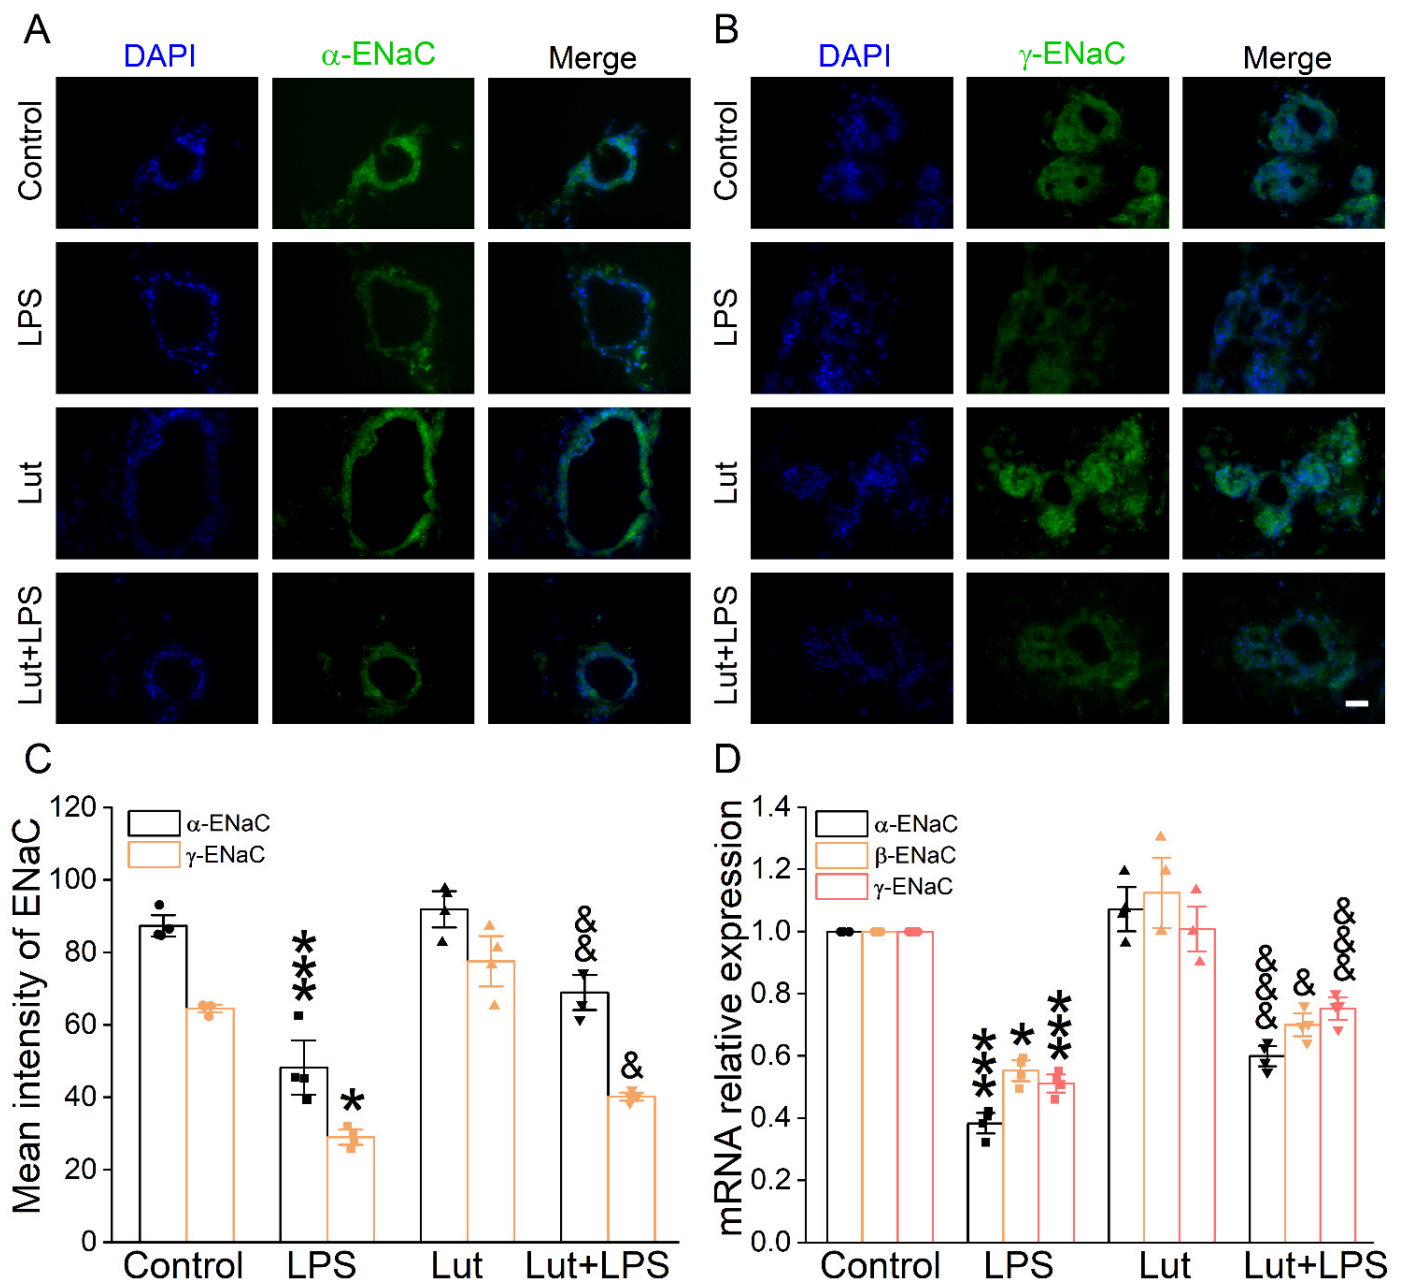 A
B
DAPI α-ENaC Merge
DAPI γ-ENaC Merge
Control
LPS
Lut
Lut+LPS
Control
LPS
Lut
Lut+LPS
C
Mean intensity of ENaC
120
100
80
60
40
20
0
α-ENaC
γ-ENaC
***
*
&&
&
Control LPS Lut Lut+LPS
D
mRNA relative expression
1.4
1.2
1.0
0.8
0.6
0.4
0.2
0.0
α-ENaC
β-ENaC
γ-ENaC
***
*
***
&&&
&
&&&
Control LPS Lut Lut+LPS